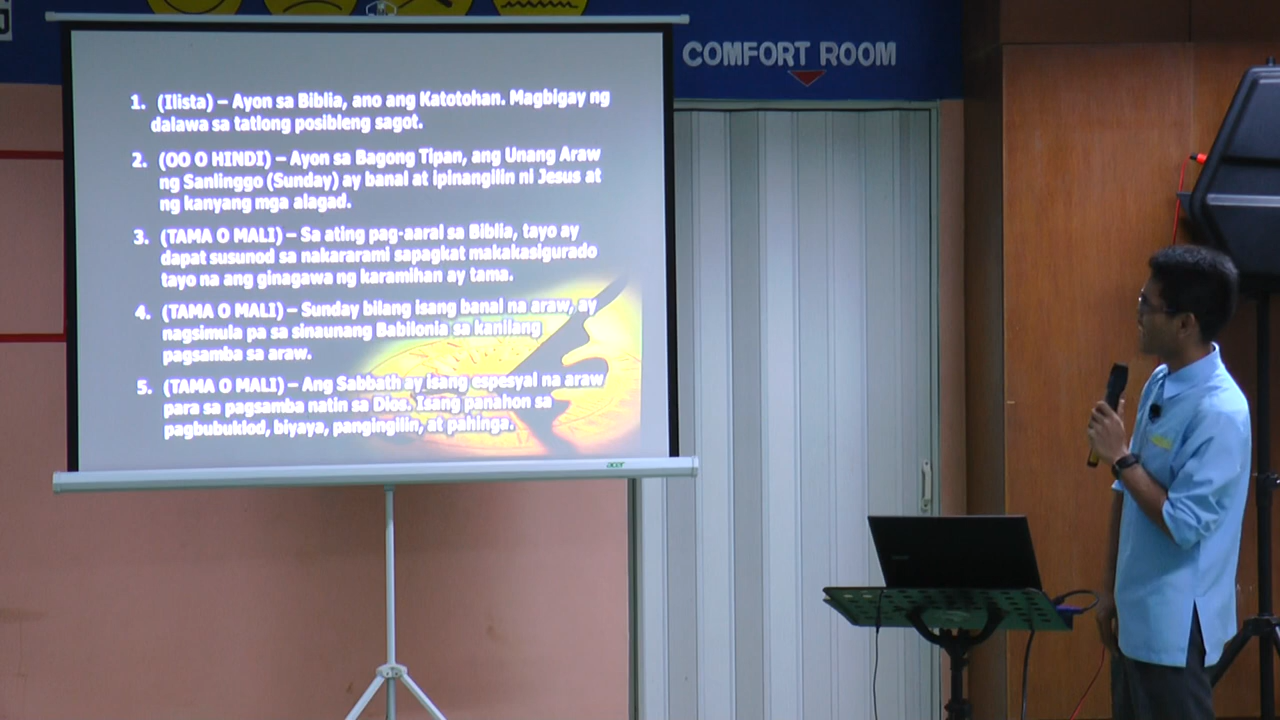 COMFORT ROOM
1. (Ilista) – Ayon sa Biblia, ano ang Katotohan. Magbigay ng
dalawa sa tatlong posibleng sagot.
2. (OO O HINDI) – Ayon sa Bagong Tipan, ang Unang Araw
ng Sanlinggo (Sunday) ay banal at ipinangilin ni Jesus at
ng kanyang mga alagad.
3. (TAMA O MALI) – Sa ating pag-aaral sa Biblia, tayo ay
dapat susunod sa nakararami sapagkat makakasigurado
tayo na ang ginagawa ng karamihan ay tama.
4. (TAMA O MALI) – Sunday bilang isang banal na araw, ay
nagsimula pa sa sinaunang Babilonia sa kanilang
pagsamba sa araw.
5. (TAMA O MALI) – Ang Sabbath ay isang espesyal na araw
para sa pagsamba natin sa Dios. Isang panahon sa
pagbubuklod, biyaya, pangingilin, at pahinga.
acer